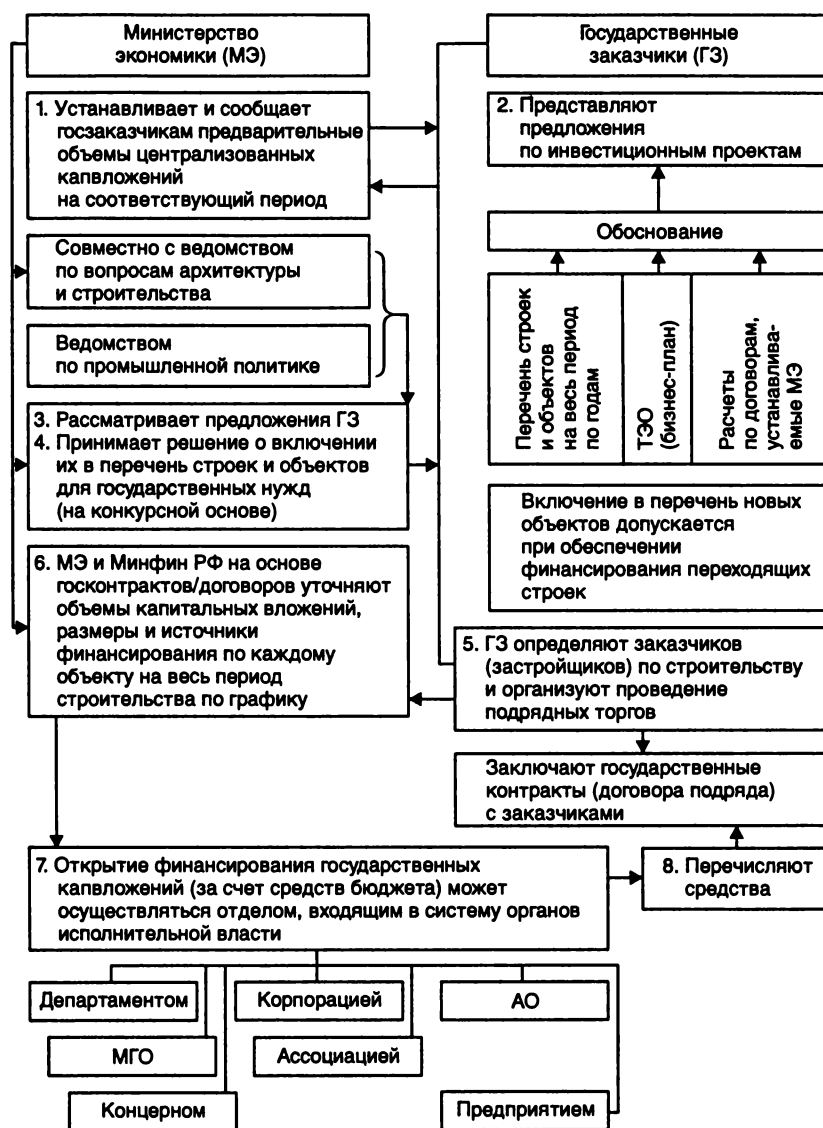 Министерство
экономики (МЭ)
Государственные
заказчики (ГЗ)
1. Устанавливает и сообщает
госзаказчикам предварительные
объемы централизованных
капвложений
на соответствующий период
2. Представляют
предложения
по инвестиционным проектам
Обоснование
Совместно с ведомством
по вопросам архитектуры
и строительства
Ведомством
по промышленной политике
Перечень строек
и объектов
на весь период
по годам
ТЭО
(бизнес-план)
Расчеты
по договорам,
устанавлива-
емые МЭ
3. Рассматривает предложения ГЗ
4. Принимает решение о включении
их в перечень строек и объектов
для государственных нужд
(на конкурсной основе)
Включение в перечень новых
объектов допускается
при обеспечении
финансирования переходящих
строек
6. МЭ и Минфин РФ на основе
госконтрактов/договоров уточняют
объемы капитальных вложений,
размеры и источники
финансирования по каждому
объекту на весь период
строительства по графику
5. ГЗ определяют заказчиков
(застройщиков) по строительству
и организуют проведение
подрядных торгов
Заключают государственные
контракты (договора подряда)
с заказчиками
7. Открытие финансирования государственных
капвложений (за счет средств бюджета) может
осуществляться отделом, входящим в систему органов
исполнительной власти
8. Перечисляют
средства
Департаментом
Корпорацией
АО
МГО
Ассоциацией
Концерном
Предприятием